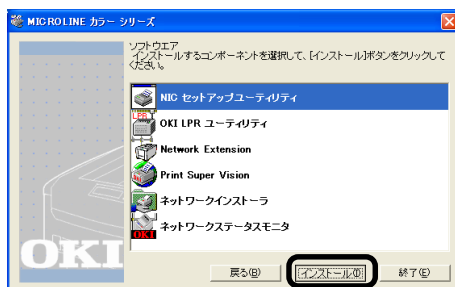 MICROLINE カラー シリーズ
ソフトウエア
インストールするコンポーネントを選択して、[インストール]ボタンをクリックして
ください。
NIC セットアップユーティリティ
OKI LPR ユーティリティ
Network Extension
Print Super Vision
ネットワークインストーラ
ネットワークステータスモニタ
LPR
OKI
OKI
戻る(B)
インストール(I)
終了(E)